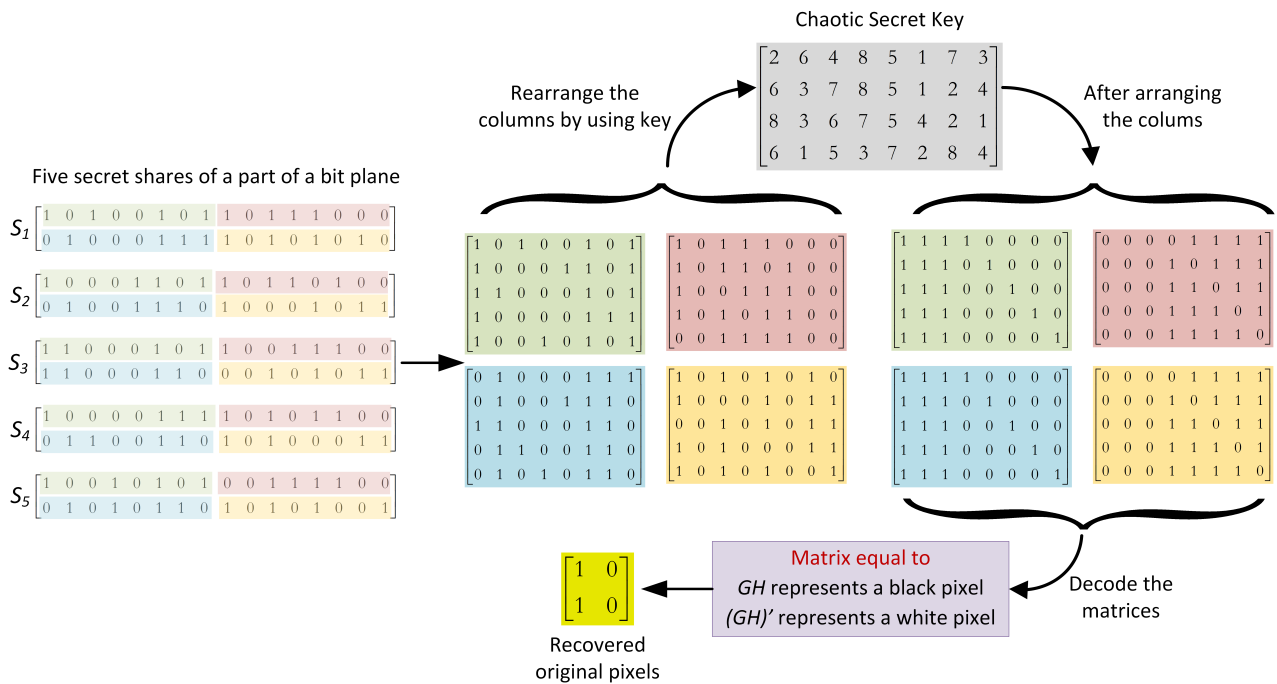 Chaotic Secret Key
2 6 4 8 5 1 7 3
6 3 7 8 5 1 2 4
8 3 6 7 5 4 2 1
6 1 5 3 7 2 8 4
Rearrange the
columns by using key
After arranging
the colums
Five secret shares of a part of a bit plane
S1
1 0 1 0 0 1 0 1 1 0 1 1 1 0 0 0
0 1 0 0 0 1 1 1 1 0 1 0 1 0 1 0
S2
1 0 0 0 1 1 0 1 1 0 1 1 0 1 0 0
0 1 0 0 1 1 1 0 1 0 0 0 1 0 1 1
S3
1 1 0 0 0 1 0 1 1 0 0 1 1 1 0 0
1 1 0 0 0 1 1 0 0 0 1 0 1 0 1 1
S4
1 0 0 0 0 1 1 1 1 0 1 0 1 1 0 0
0 1 1 0 0 1 1 0 1 0 1 0 0 0 1 1
S5
1 0 0 1 0 1 0 1 0 0 1 1 1 1 0 0
0 1 0 1 0 1 1 0 1 0 1 0 1 0 0 1
1 0 1 0 0 1 0 1
1 0 0 0 1 1 0 1
1 1 0 0 0 1 0 1
1 0 0 0 0 1 1 1
1 0 0 1 0 1 0 1
1 0 1 1 1 0 0 0
1 0 1 1 0 1 0 0
1 0 0 1 1 1 0 0
1 0 1 0 1 1 0 0
0 0 1 1 1 1 0 0
0 1 0 0 0 1 1 1
0 1 0 0 1 1 1 0
1 1 0 0 0 1 1 0
0 1 1 0 0 1 1 0
0 1 0 1 0 1 1 0
1 0 1 0 1 0 1 0
1 0 0 0 1 0 1 1
0 0 1 0 1 0 1 1
1 0 1 0 0 0 1 1
1 0 1 0 1 0 0 1
1 1 1 1 0 0 0 0
1 1 1 0 1 0 0 0
1 1 1 0 0 1 0 0
1 1 1 0 0 0 1 0
1 1 1 0 0 0 0 1
0 0 0 0 1 1 1 1
0 0 0 1 0 1 1 1
0 0 0 1 1 0 1 1
0 0 0 1 1 1 0 1
0 0 0 1 1 1 1 0
1 1 1 1 0 0 0 0
1 1 1 0 1 0 0 0
1 1 1 0 0 1 0 0
1 1 1 0 0 0 1 0
1 1 1 0 0 0 0 1
0 0 0 0 1 1 1 1
0 0 0 1 0 1 1 1
0 0 0 1 1 0 1 1
0 0 0 1 1 1 0 1
0 0 0 1 1 1 1 0
Decode the
matrices
Matrix equal to
GH represents a black pixel
(GH)' represents a white pixel
1 0
1 0
Recovered
original pixels